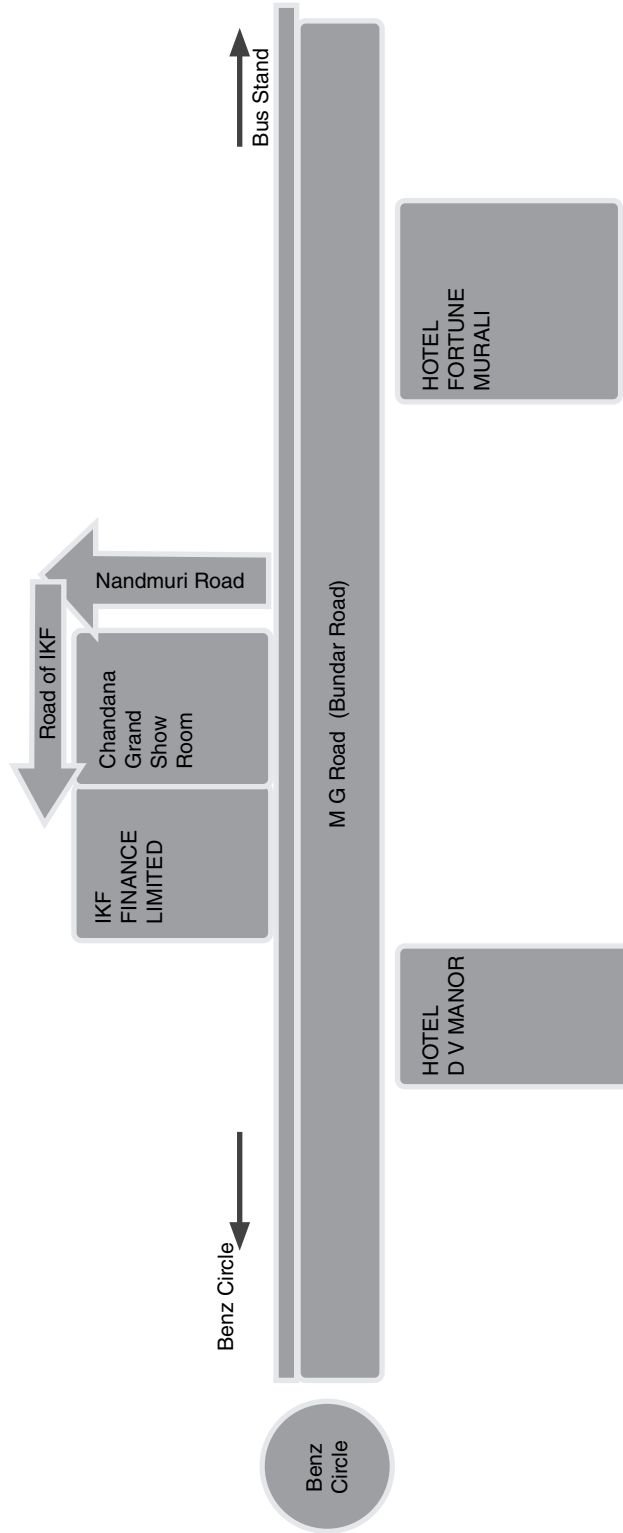 Road of IKF
Nandmuri Road
Bus Stand
IKF
FINANCE
LIMITED
Chandana
Grand
Show
Room
Benz Circle
Benz
Circle
M G Road (Bundar Road)
HOTEL
D V MANOR
HOTEL
FORTUNE
MURALI